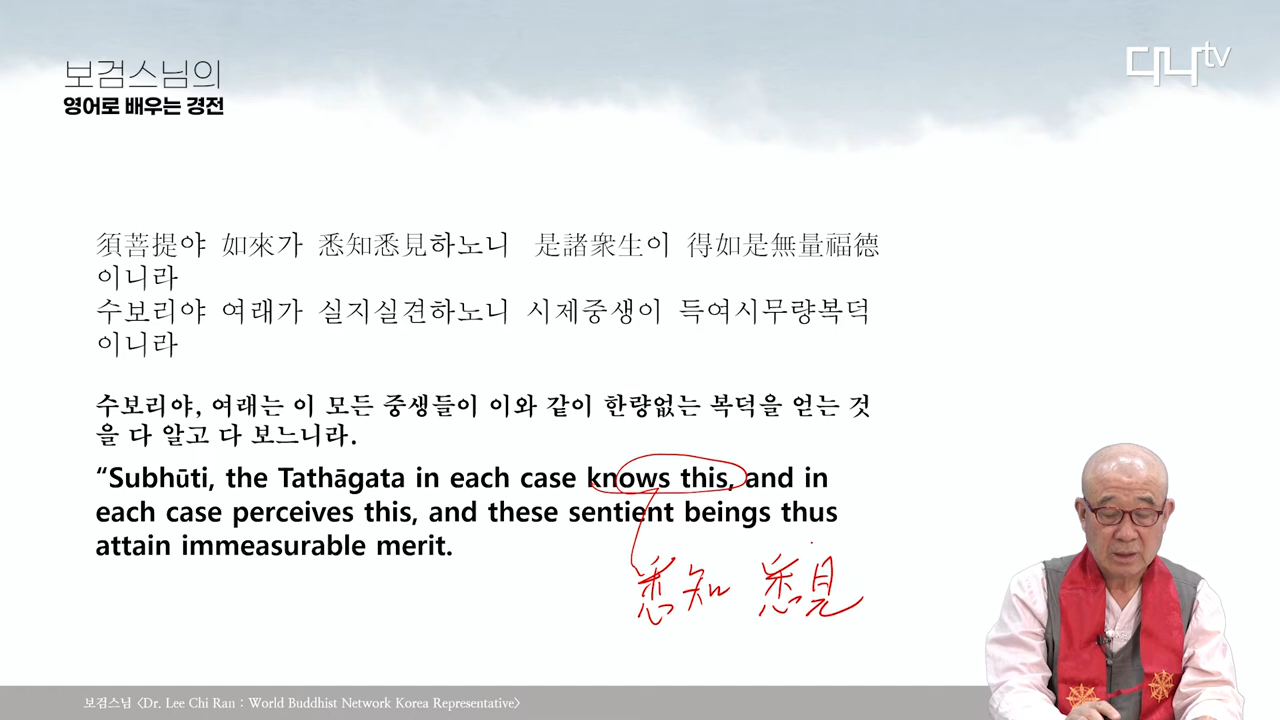 보검스님의
영어로 배우는 경전
다나tv
須菩提야 如來가 悉知悉見하노니 是諸衆生이 得如是無量福德
이니라
수보리야 여래가 실지실견하노니 시제중생이 득여시무량복덕
이니라
수보리야, 여래는 이 모든 중생들이 이와 같이 한량없는 복덕을 얻는 것
을 다 알고 다 보느니라.
“Subhūti, the Tathāgata in each case knows this, and in
each case perceives this, and these sentient beings thus
attain immeasurable merit.
悉知 悉見
보검스님 <Dr. Lee Chi Ran : World Buddhist Network Korea Representative>